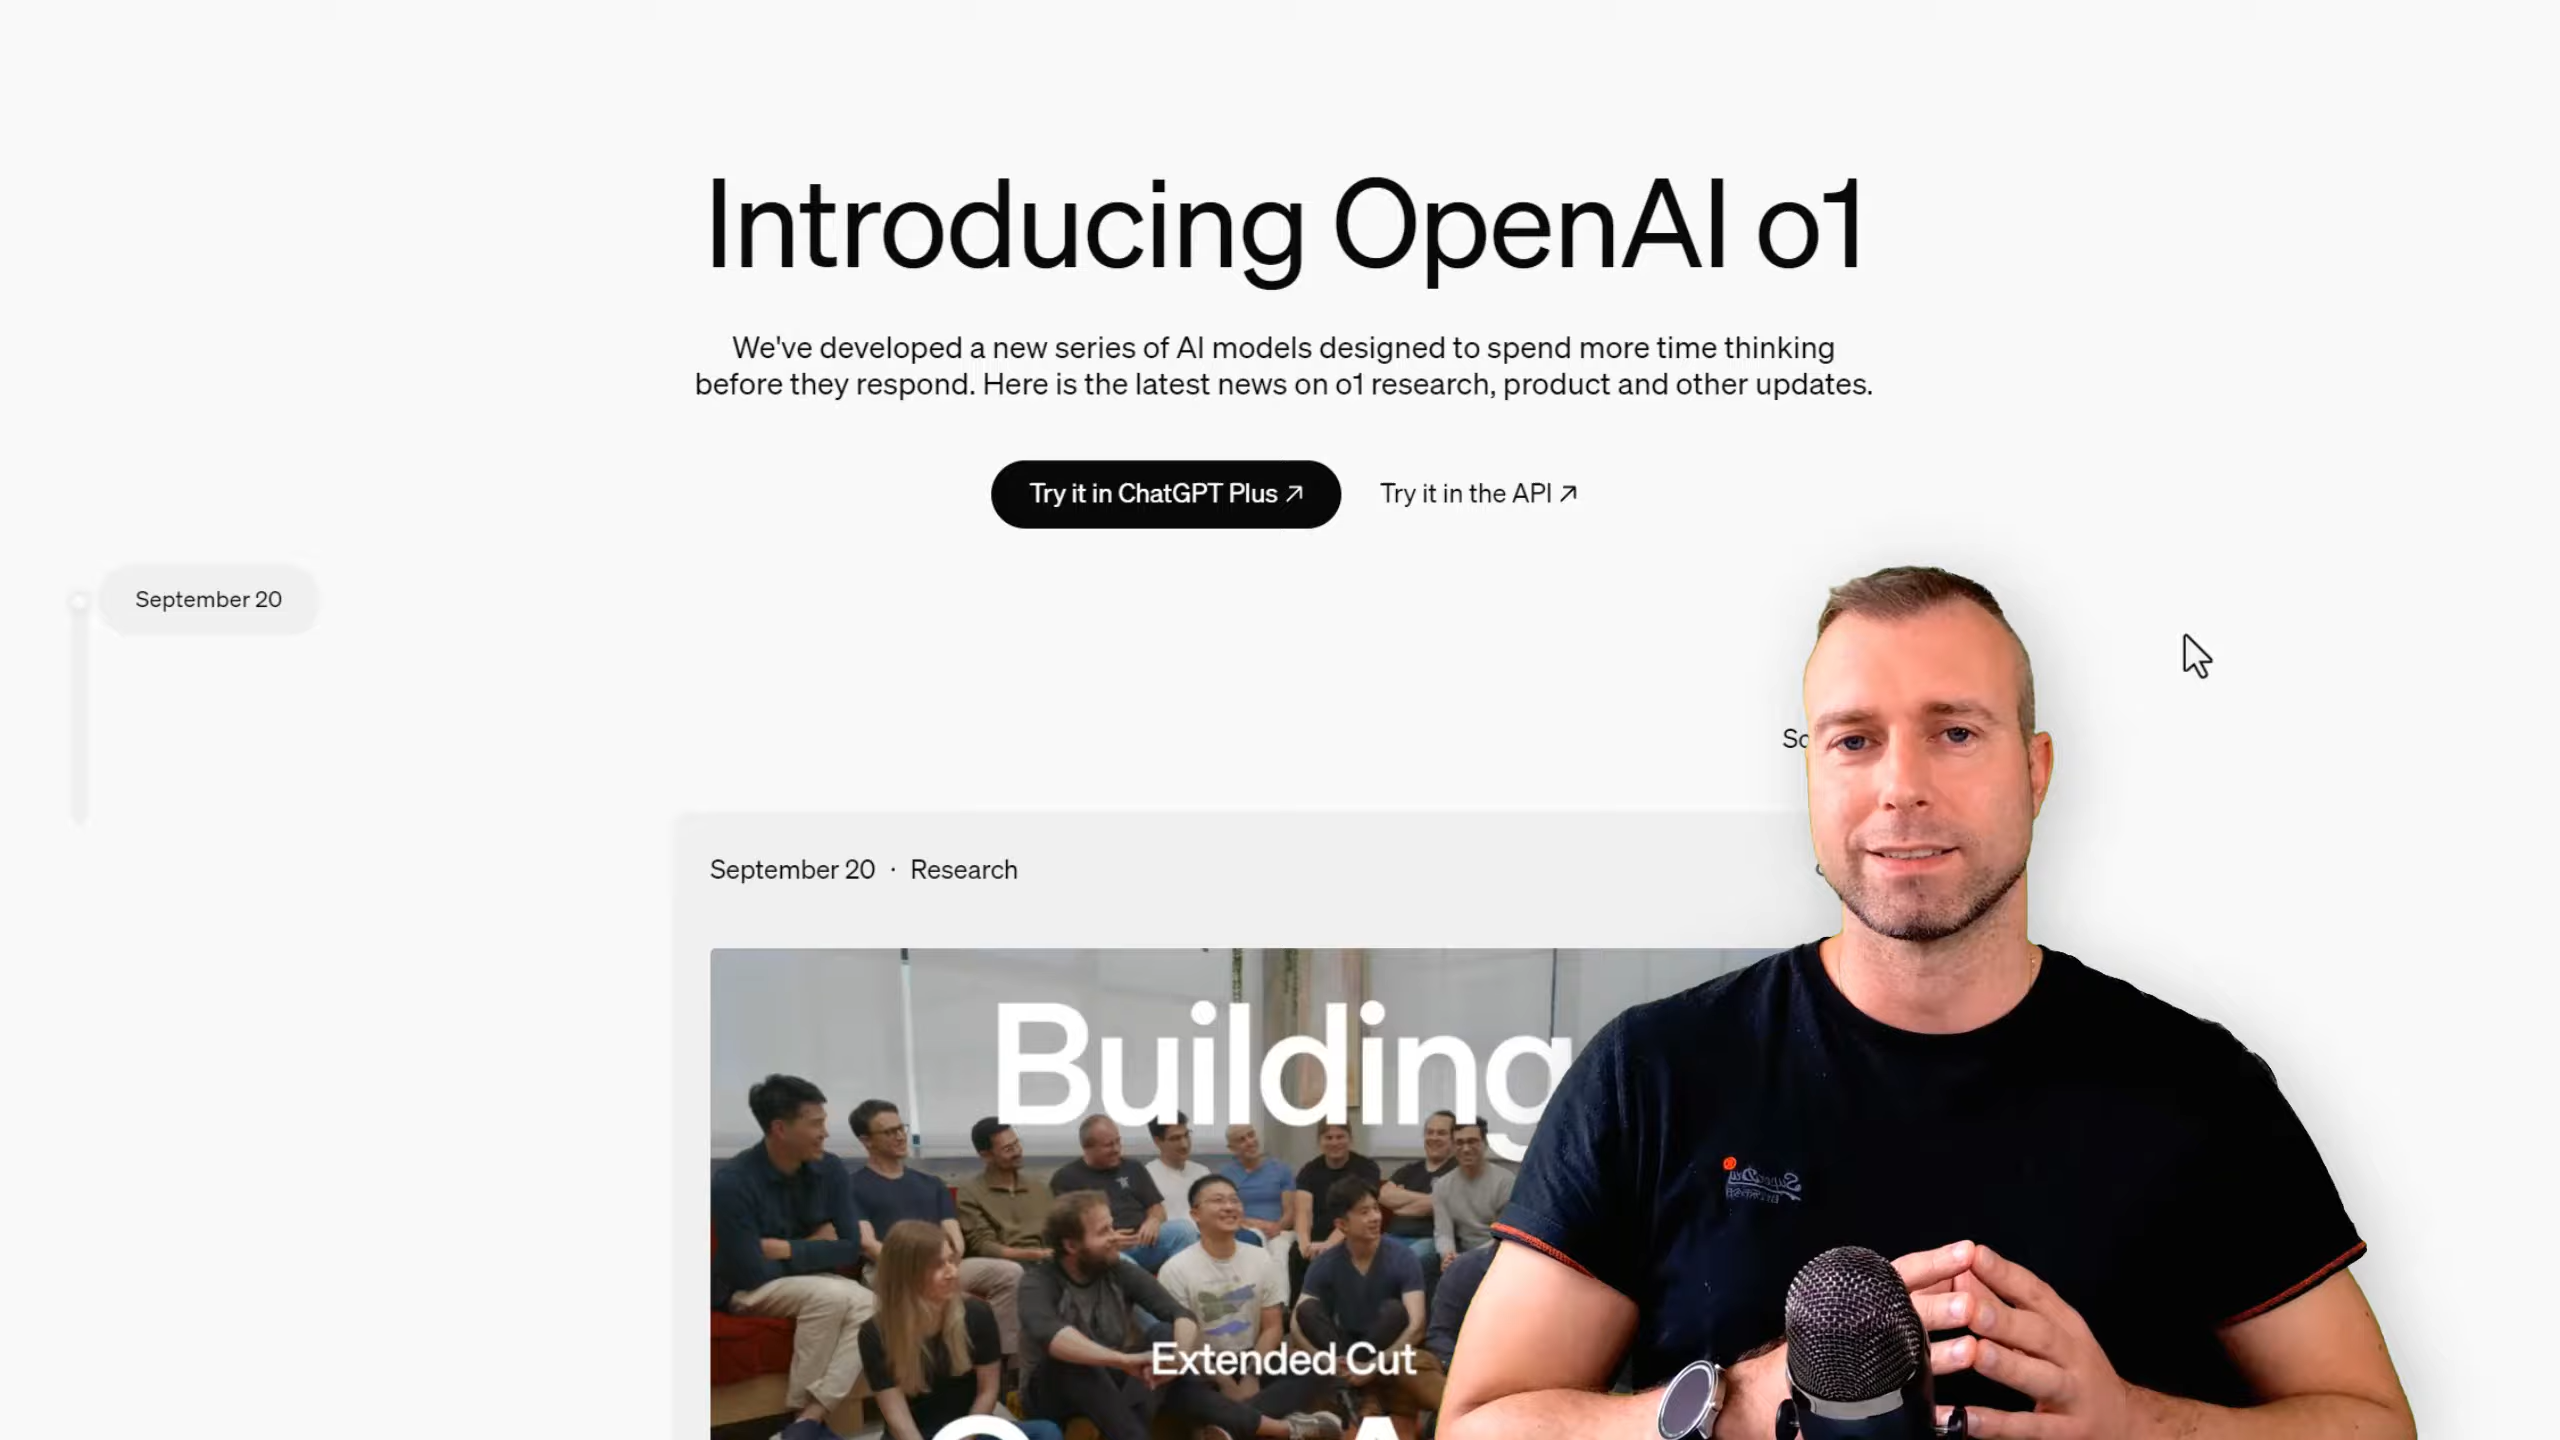 Introducing OpenAI o1
We've developed a new series of AI models designed to spend more time thinking
before they respond. Here is the latest news on o1 research, product and other updates.
Try it in ChatGPT Plus ↗ Try it in the API ↗
September 20
September 20 · Research
Building
Extended Cut